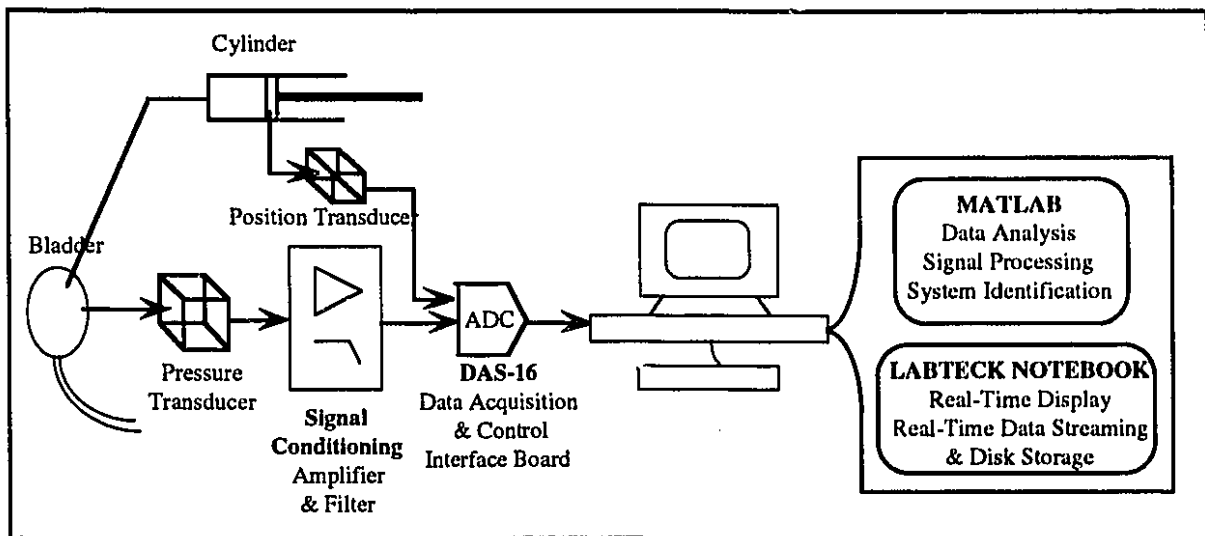 Cylinder
Position Transducer
Bladder
Pressure
Transducer
Signal
Conditioning
Amplifier
& Filter
ADC
DAS-16
Data Acquisition
& Control
Interface Board
MATLAB
Data Analysis
Signal Processing
System Identification
LABTECK NOTEBOOK
Real-Time Display
Real-Time Data Streaming
& Disk Storage